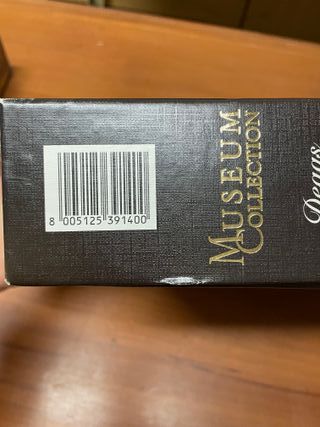 8 005125 391400
MUSEUM
COLLECTION
Degas